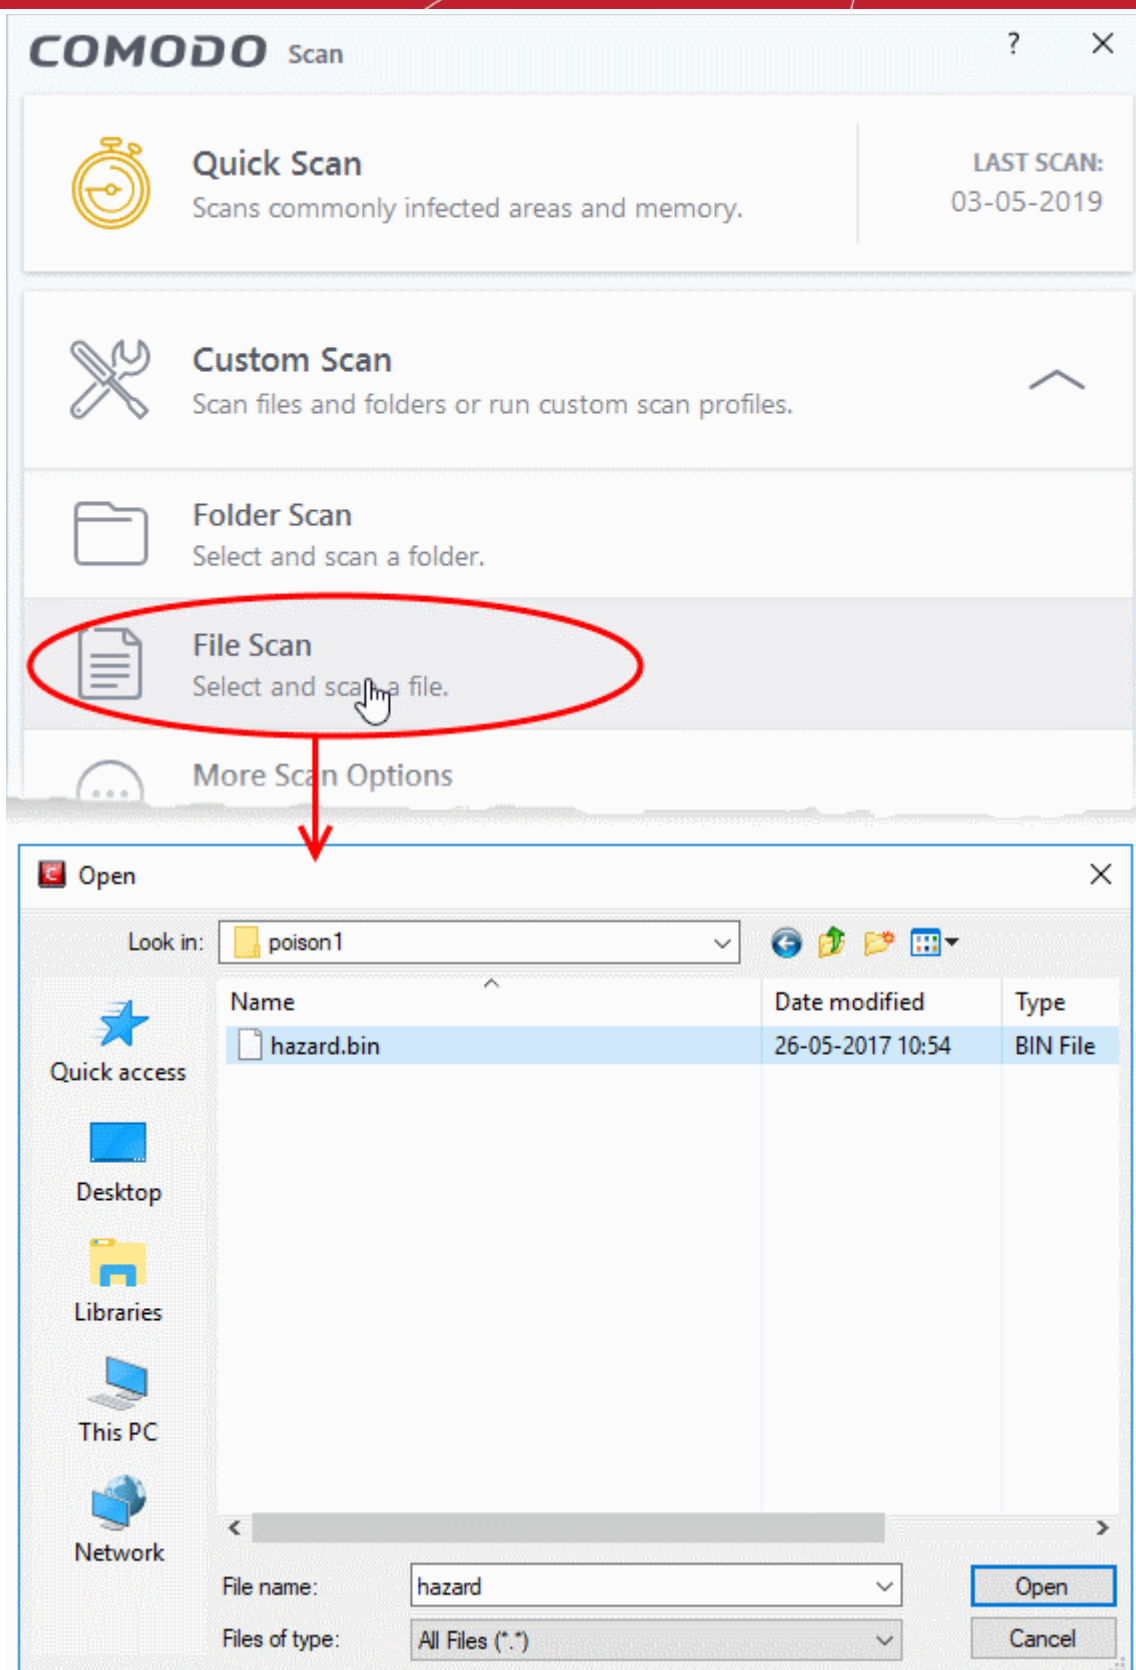 COMODO Scan ?
Quick Scan
Scans commonly infected areas and memory.
LAST SCAN:
03-05-2019
Custom Scan
Scan files and folders or run custom scan profiles.
Folder Scan
Select and scan a folder.
File Scan
Select and scan a file.
More Scan Options
Open
Look in: poison1
Name Date modified Type
hazard.bin 26-05-2017 10:54 BIN File
Quick access
Desktop
Libraries
This PC
Network
File name: hazard Open
Files of type: All Files (*.*) Cancel